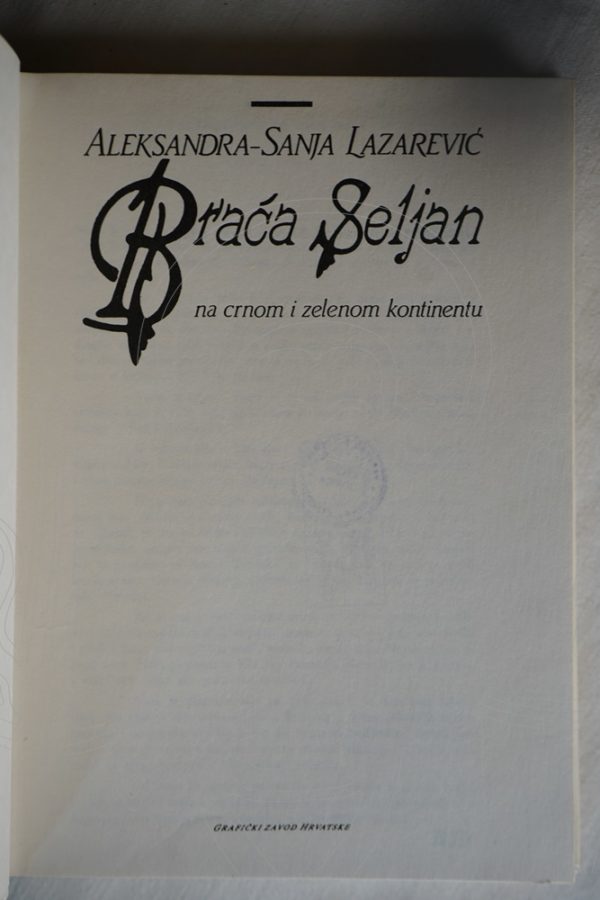 ALEKSANDRA-SANJA LAZAREVIĆ
Braća Seljan
na crnom i zelenom kontinentu
GRAFIČKI ZAVOD HRVATSKE